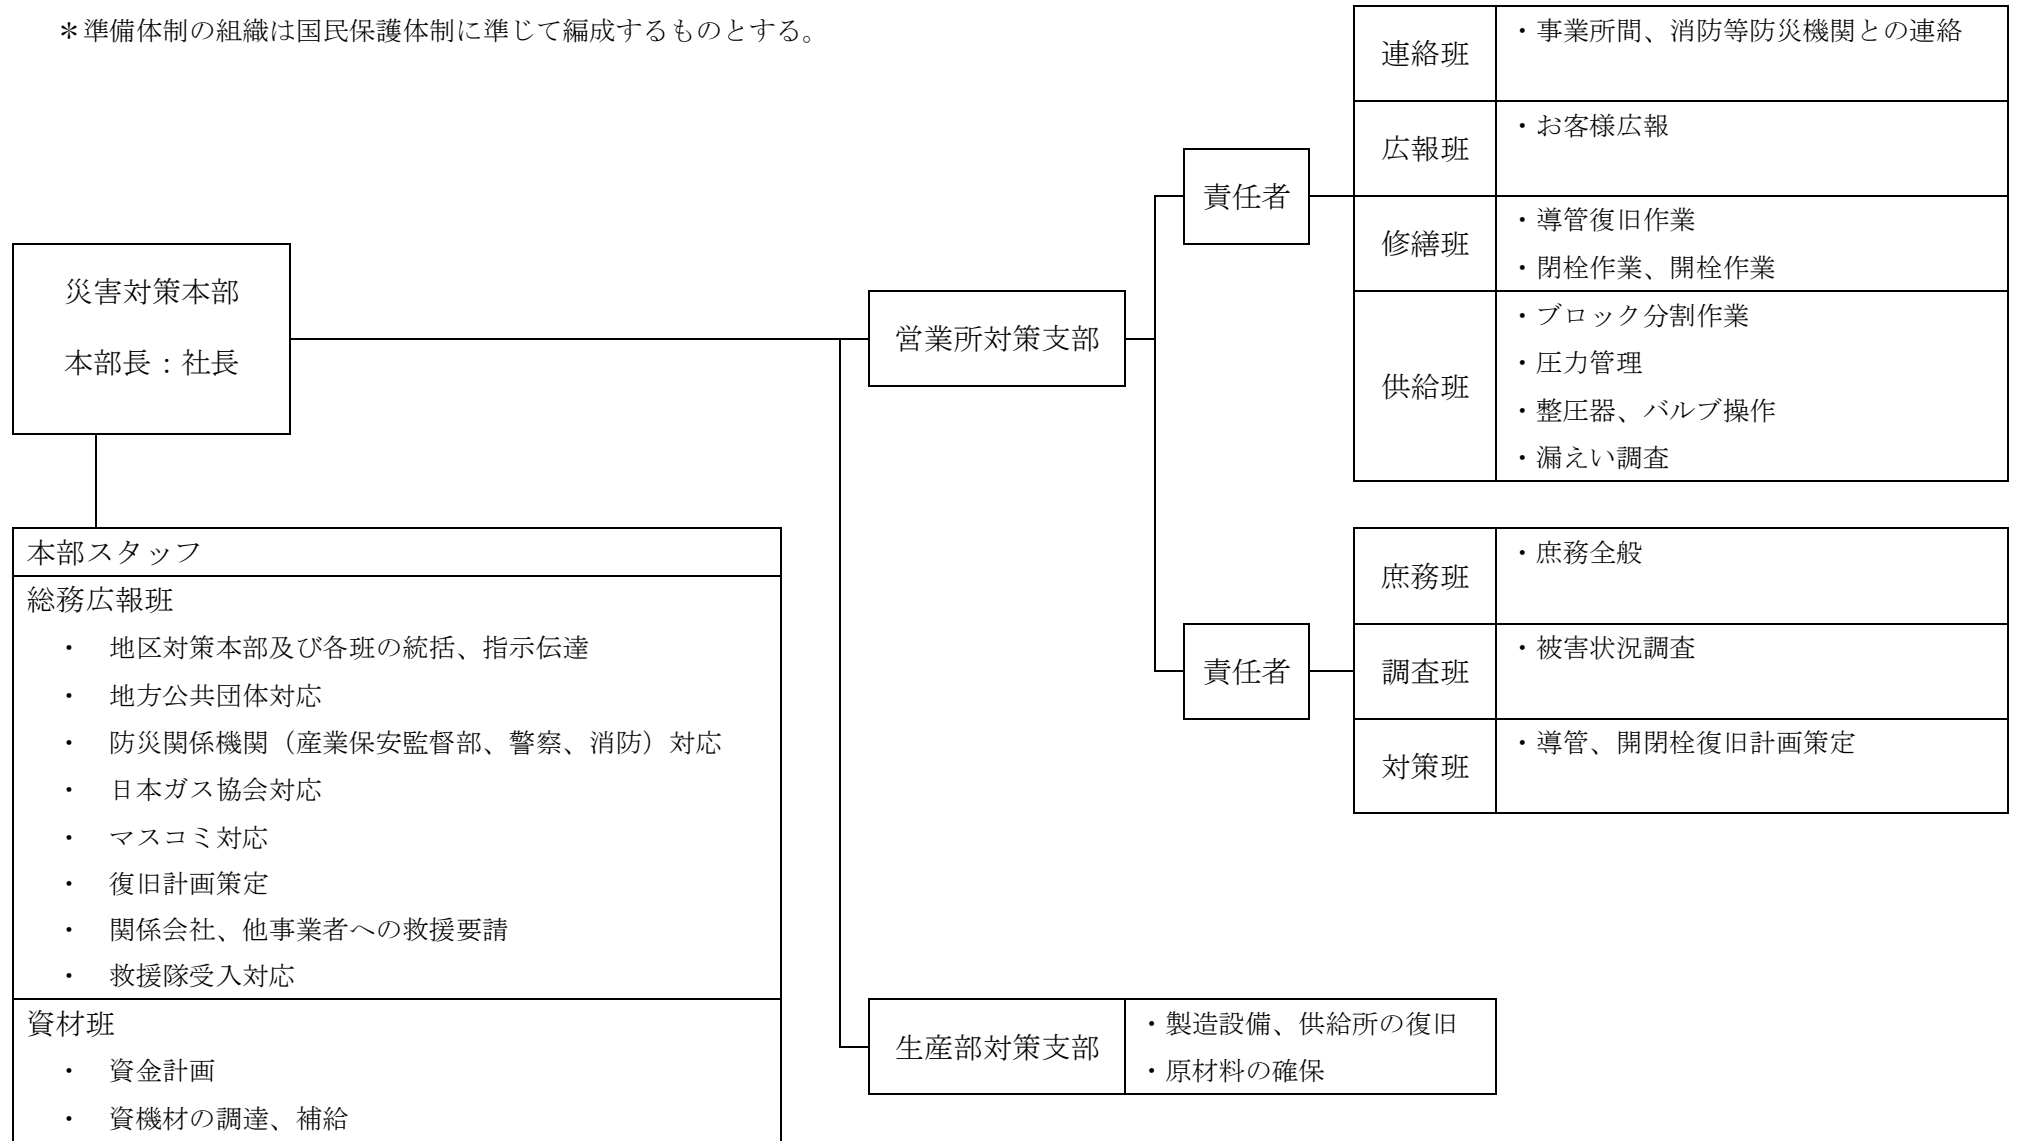 ＊準備体制の組織は国民保護体制に準じて編成するものとする。
災害対策本部
本部長：社長
本部スタッフ
総務広報班
・ 地区対策本部及び各班の統括、指示伝達
・ 地方公共団体対応
・ 防災関係機関（産業保安監督部、警察、消防）対応
・ 日本ガス協会対応
・ マスコミ対応
・ 復旧計画策定
・ 関係会社、他事業者への救援要請
・ 救援隊受入対応
資材班
・ 資金計画
・ 資機材の調達、補給
営業所対策支部
責任者
連絡班
・事業所間、消防等防災機関との連絡
広報班
・お客様広報
修繕班
・導管復旧作業
・閉栓作業、開栓作業
供給班
・ブロック分割作業
・圧力管理
・整圧器、バルブ操作
・漏えい調査
責任者
庶務班
・庶務全般
調査班
・被害状況調査
対策班
・導管、開閉栓復旧計画策定
生産部対策支部
・製造設備、供給所の復旧
・原材料の確保